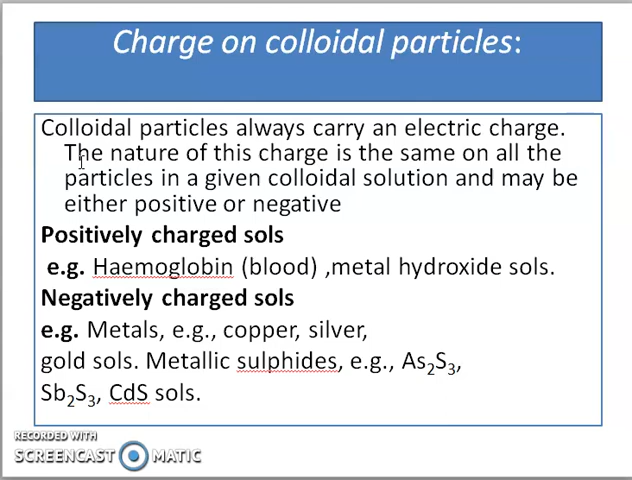 Charge on colloidal particles:
Colloidal particles always carry an electric charge.
The nature of this charge is the same on all the
particles in a given colloidal solution and may be
either positive or negative
Positively charged sols
e.g. Haemoglobin (blood) ,metal hydroxide sols.
Negatively charged sols
e.g. Metals, e.g., copper, silver,
gold sols. Metallic sulphides, e.g., As₂S₃,
Sb₂S₃, CdS sols.
RECORDED WITH
SCREENCAST MATIC